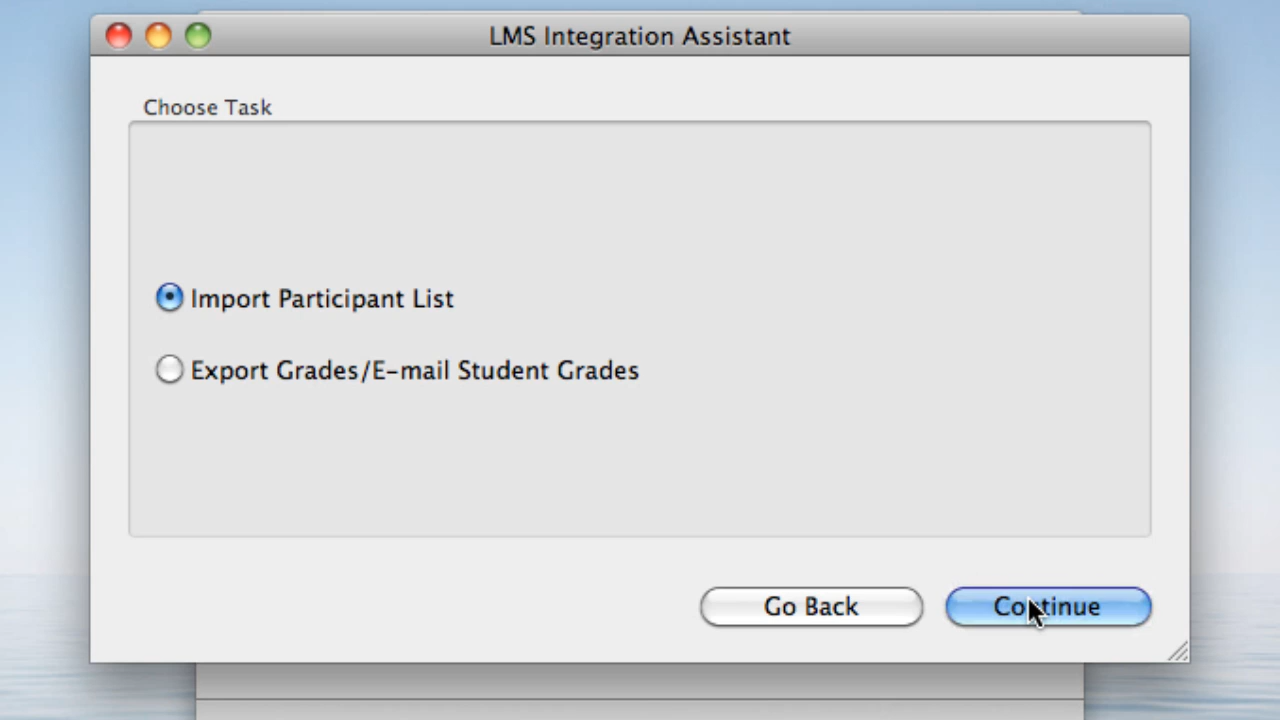 LMS Integration Assistant
Choose Task
Import Participant List
Export Grades/E-mail Student Grades
Go Back
Continue